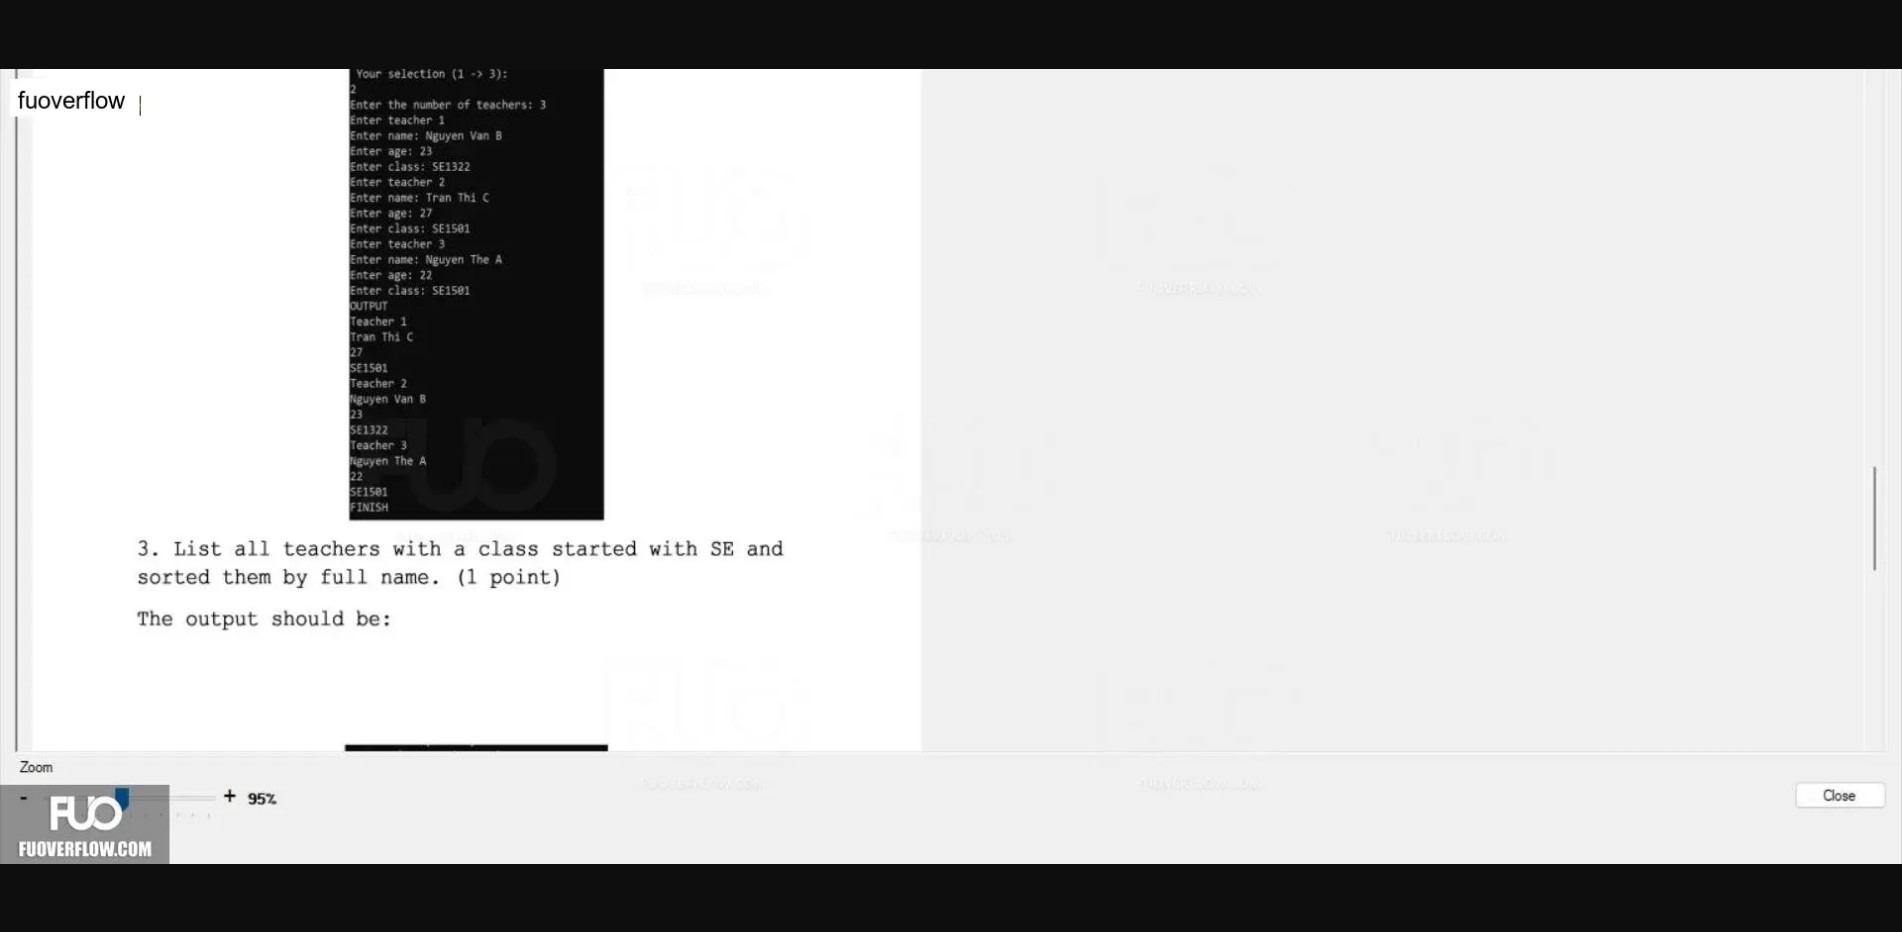 Your selection (1 -> 3):
fuoverflow
2
Enter the number of teachers: 3
Enter teacher 1
Enter name: Nguyen Van B
Enter age: 23
Enter class: SE1322
Enter teacher 2
Enter name: Tran Thi C
Enter age: 27
Enter class: SE1501
Enter teacher 3
Enter name: Nguyen The A
Enter age: 22
Enter class: SE1501
OUTPUT
Teacher 1
Tran Thi C
27
SE1501
Teacher 2
Nguyen Van B
23
SE1322
Teacher 3
Nguyen The A
22
SE1501
FINISH
3. List all teachers with a class started with SE and
sorted them by full name. (1 point)
The output should be:
Zoom
- + 95%
Close
FUO
FUOVERFLOW.COM